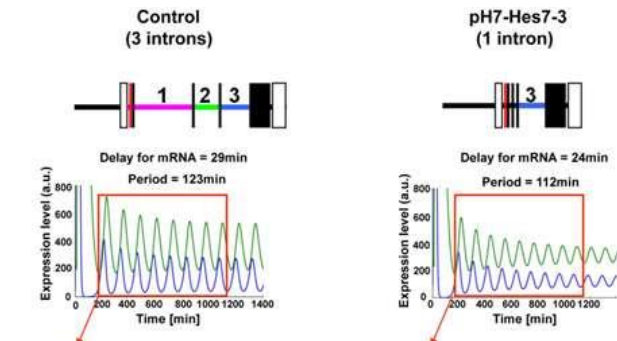 Control
(3 introns)
pH7-Hes7-3
(1 intron)
1 2 3
3
Delay for mRNA = 29min
Period = 123min
Delay for mRNA = 24min
Period = 112min
Expression level (a.u.)
800
600
400
200
0
0 200 400 600 800 1000 1200 1400
Time [min]
Expression level (a.u.)
800
600
400
200
0
0 200 400 600 800 1000 1200
Time [min]